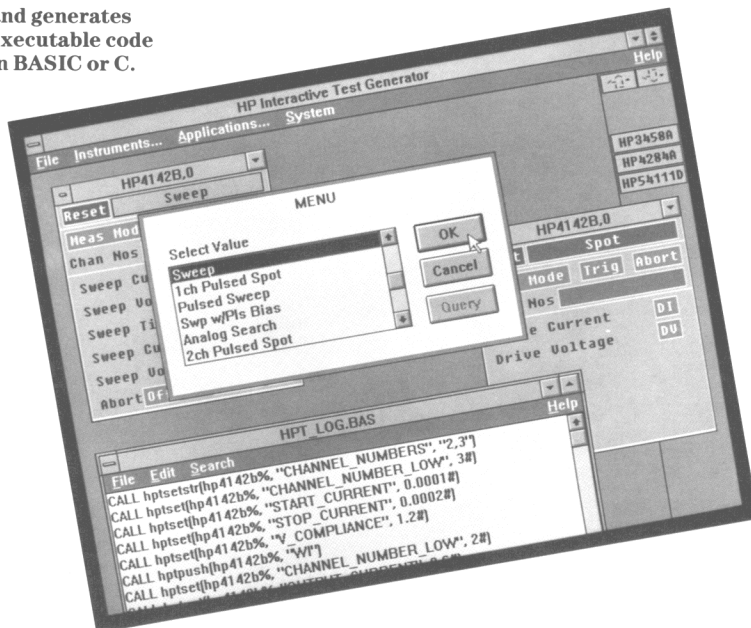 and generates
executable code
in BASIC or C.
HP Interactive Test Generator
File Instruments... Applications... System Help
HP3458A
HP4284A
HP54111D
HP4142B,0
Reset Sweep
Meas Mod
Chan Nos
Sweep Cu
Sweep Vo
Sweep Ti
Sweep Cu
Sweep Vo
Abort Of
MENU
Select Value
Sweep
1ch Pulsed Spot
Pulsed Sweep
Swp w/Pls Bias
Analog Search
2ch Pulsed Spot
OK
Cancel
Query
HP4142B,0
Spot
Mode Trig Abort
Nos
e Current DI
Drive Voltage DV
HPT_LOG.BAS
File Edit Search Help
CALL hptsetstr(hp4142b%, "CHANNEL_NUMBERS", "2,3")
CALL hptset(hp4142b%, "CHANNEL_NUMBER_LOW", 3#)
CALL hptset(hp4142b%, "START_CURRENT", 0.0001#)
CALL hptset(hp4142b%, "STOP_CURRENT", 0.0002#)
CALL hptset(hp4142b%, "V_COMPLIANCE", 1.2#)
CALL hptpush(hp4142b%, "WI")
CALL hptset(hp4142b%, "CHANNEL_NUMBER_LOW", 2#)